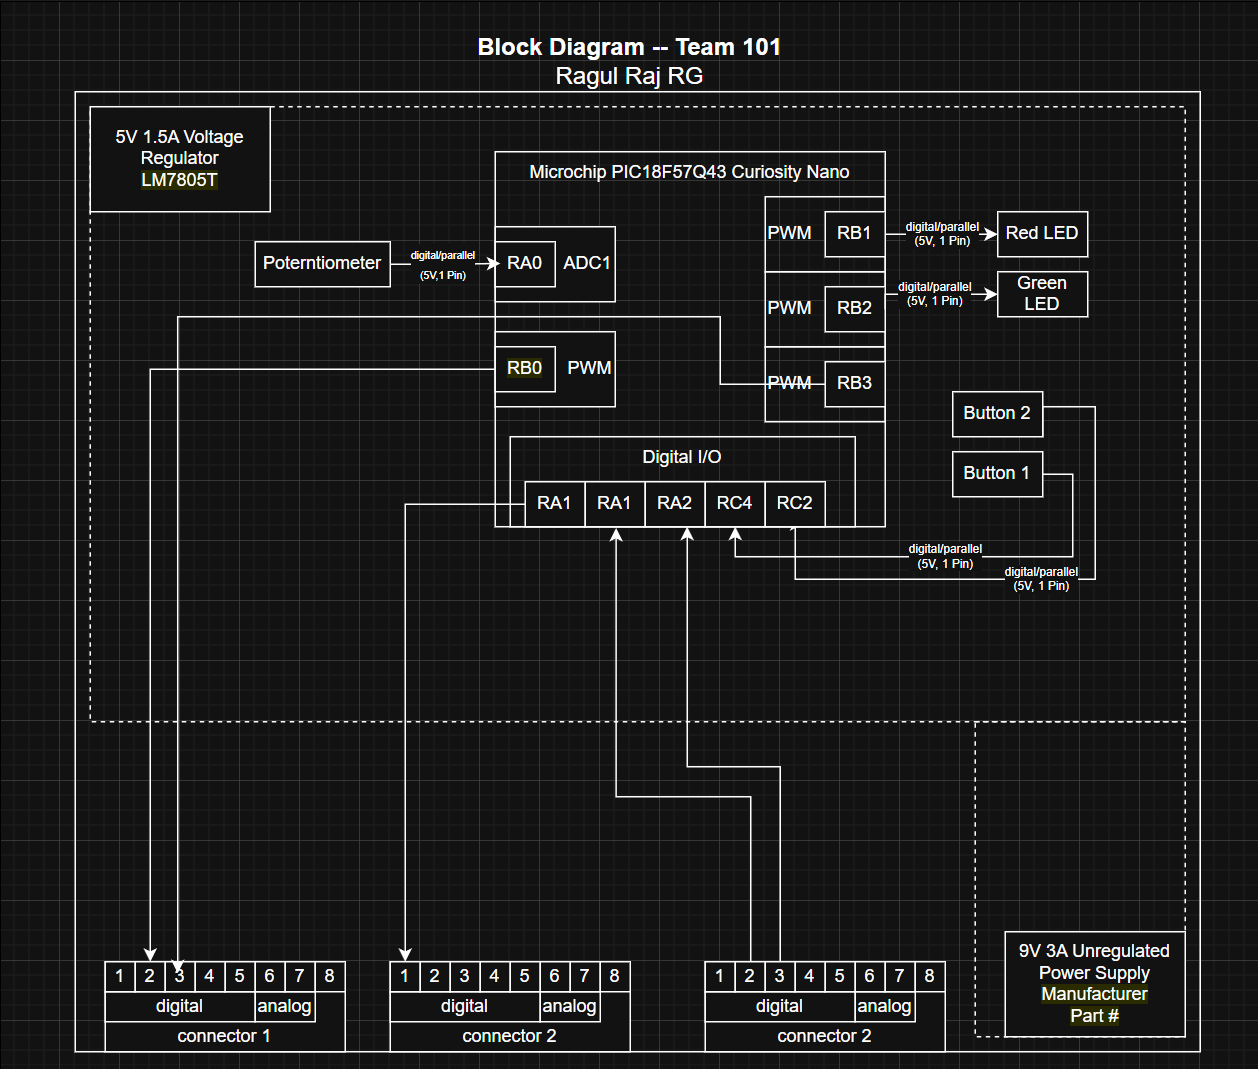 Block Diagram -- Team 101
Ragul Raj RG
5V 1.5A Voltage
Regulator
LM7805T
Microchip PIC18F57Q43 Curiosity Nano
PWM
RB1
digital/parallel
(5V, 1 Pin)
Red LED
Poterntiometer
digital/parallel
(5V,1 Pin)
RA0
ADC1
PWM
RB2
digital/parallel
(5V, 1 Pin)
Green
LED
RB0
PWM
PWM
RB3
Button 2
Button 1
Digital I/O
RA1
RA1
RA2
RC4
RC2
digital/parallel
(5V, 1 Pin)
digital/parallel
(5V, 1 Pin)
9V 3A Unregulated
Power Supply
Manufacturer
Part #
1 2 3 4 5 6 7 8
digital analog
connector 1
1 2 3 4 5 6 7 8
digital analog
connector 2
1 2 3 4 5 6 7 8
digital analog
connector 2